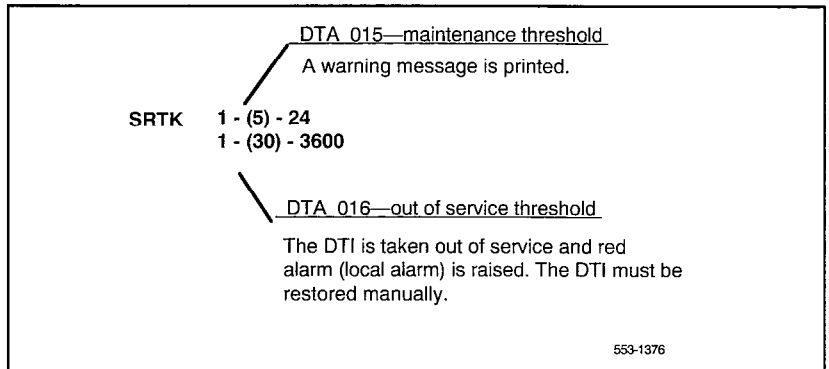 DTA 015—maintenance threshold
A warning message is printed.
SRTK 1 - (5) - 24
1 - (30) - 3600
DTA 016—out of service threshold
The DTI is taken out of service and red
alarm (local alarm) is raised. The DTI must be
restored manually.
553-1376